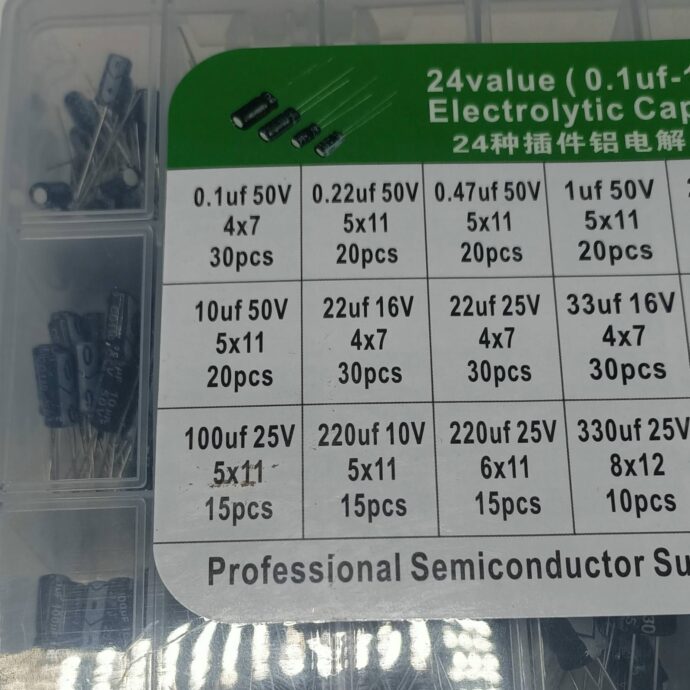 24value ( 0.1uf-
Electrolytic Cap
24种插件铝电解
0.1uf 50V
4x7
30pcs
0.22uf 50V
5x11
20pcs
0.47uf 50V
5x11
20pcs
1uf 50V
5x11
20pcs
10uf 50V
5x11
20pcs
22uf 16V
4x7
30pcs
22uf 25V
4x7
30pcs
33uf 16V
4x7
30pcs
100uf 25V
5x11
15pcs
220uf 10V
5x11
15pcs
220uf 25V
6x11
15pcs
330uf 25V
8x12
10pcs
Professional Semiconductor Su